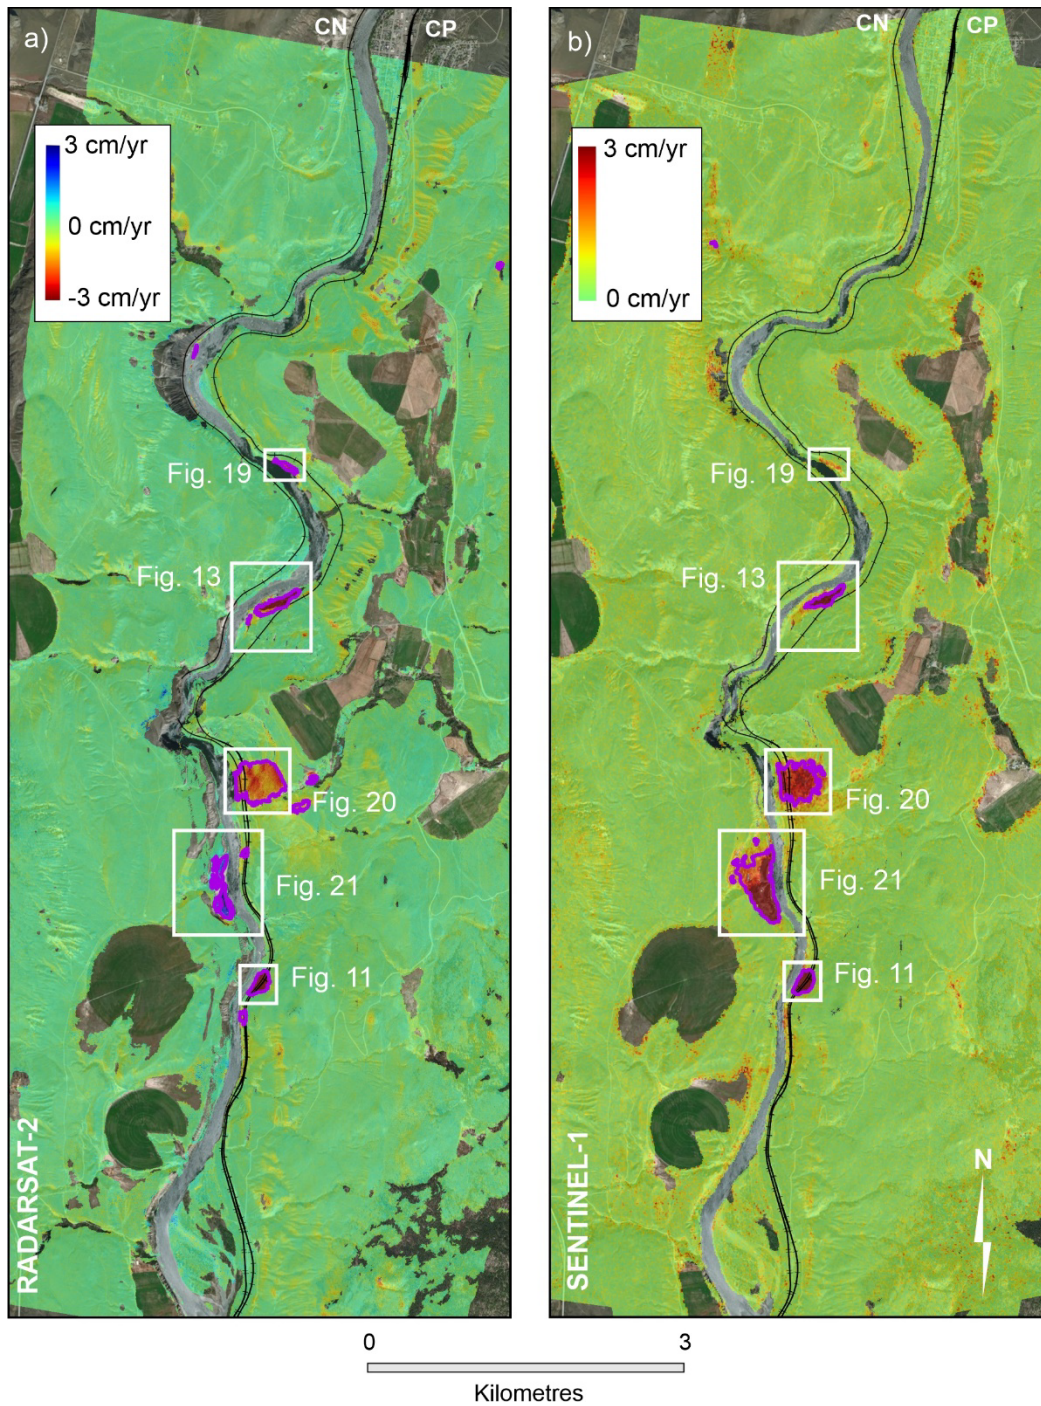 a)
CN
CP
3 cm/yr
0 cm/yr
-3 cm/yr
Fig. 19
Fig. 13
Fig. 20
Fig. 21
Fig. 11
RADARSAT-2
b)
CN
CP
3 cm/yr
0 cm/yr
Fig. 19
Fig. 13
Fig. 20
Fig. 21
Fig. 11
N
SENTINEL-1
0
3
Kilometres